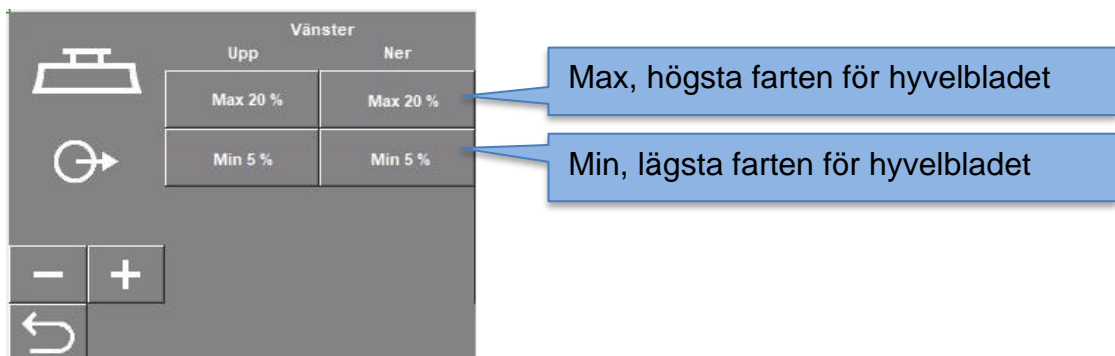 Vänster
Upp Ner
Max 20 % Max 20 %
Min 5 % Min 5 %
Max, högsta farten för hyvelbladet
Min, lägsta farten för hyvelbladet